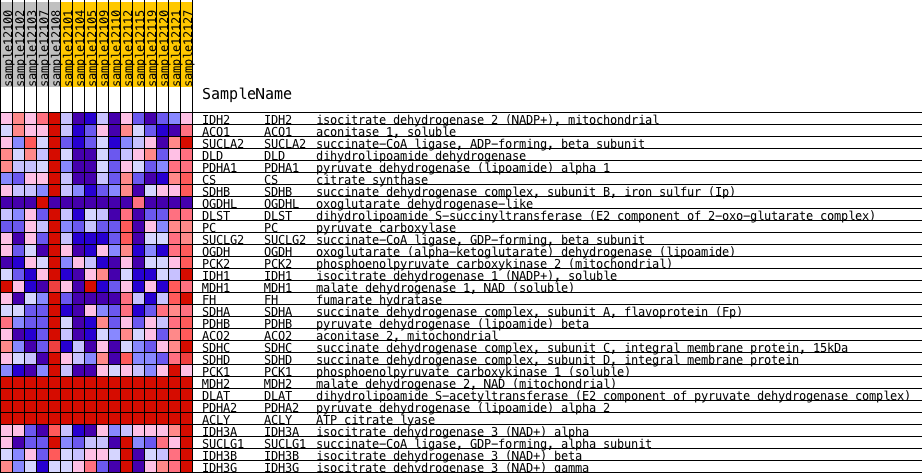 sample12100
sample12102
sample12103
sample12107
sample12108
sample12101
sample12104
sample12105
sample12109
sample12110
sample12112
sample12115
sample12119
sample12120
sample12121
sample12127
SampleName
IDH2 IDH2 isocitrate dehydrogenase 2 (NADP+), mitochondrial
ACO1 ACO1 aconitase 1, soluble
SUCLA2 SUCLA2 succinate-CoA ligase, ADP-forming, beta subunit
DLD DLD dihydrolipoamide dehydrogenase
PDHA1 PDHA1 pyruvate dehydrogenase (lipoamide) alpha 1
CS CS citrate synthase
SDHB SDHB succinate dehydrogenase complex, subunit B, iron sulfur (Ip)
OGDHL OGDHL oxoglutarate dehydrogenase-like
DLST DLST dihydrolipoamide S-succinyltransferase (E2 component of 2-oxo-glutarate complex)
PC PC pyruvate carboxylase
SUCLG2 SUCLG2 succinate-CoA ligase, GDP-forming, beta subunit
OGDH OGDH oxoglutarate (alpha-ketoglutarate) dehydrogenase (lipoamide)
PCK2 PCK2 phosphoenolpyruvate carboxykinase 2 (mitochondrial)
IDH1 IDH1 isocitrate dehydrogenase 1 (NADP+), soluble
MDH1 MDH1 malate dehydrogenase 1, NAD (soluble)
FH FH fumarate hydratase
SDHA SDHA succinate dehydrogenase complex, subunit A, flavoprotein (Fp)
PDHB PDHB pyruvate dehydrogenase (lipoamide) beta
ACO2 ACO2 aconitase 2, mitochondrial
SDHC SDHC succinate dehydrogenase complex, subunit C, integral membrane protein, 15kDa
SDHD SDHD succinate dehydrogenase complex, subunit D, integral membrane protein
PCK1 PCK1 phosphoenolpyruvate carboxykinase 1 (soluble)
MDH2 MDH2 malate dehydrogenase 2, NAD (mitochondrial)
DLAT DLAT dihydrolipoamide S-acetyltransferase (E2 component of pyruvate dehydrogenase complex)
PDHA2 PDHA2 pyruvate dehydrogenase (lipoamide) alpha 2
ACLY ACLY ATP citrate lyase
IDH3A IDH3A isocitrate dehydrogenase 3 (NAD+) alpha
SUCLG1 SUCLG1 succinate-CoA ligase, GDP-forming, alpha subunit
IDH3B IDH3B isocitrate dehydrogenase 3 (NAD+) beta
IDH3G IDH3G isocitrate dehydrogenase 3 (NAD+) gamma